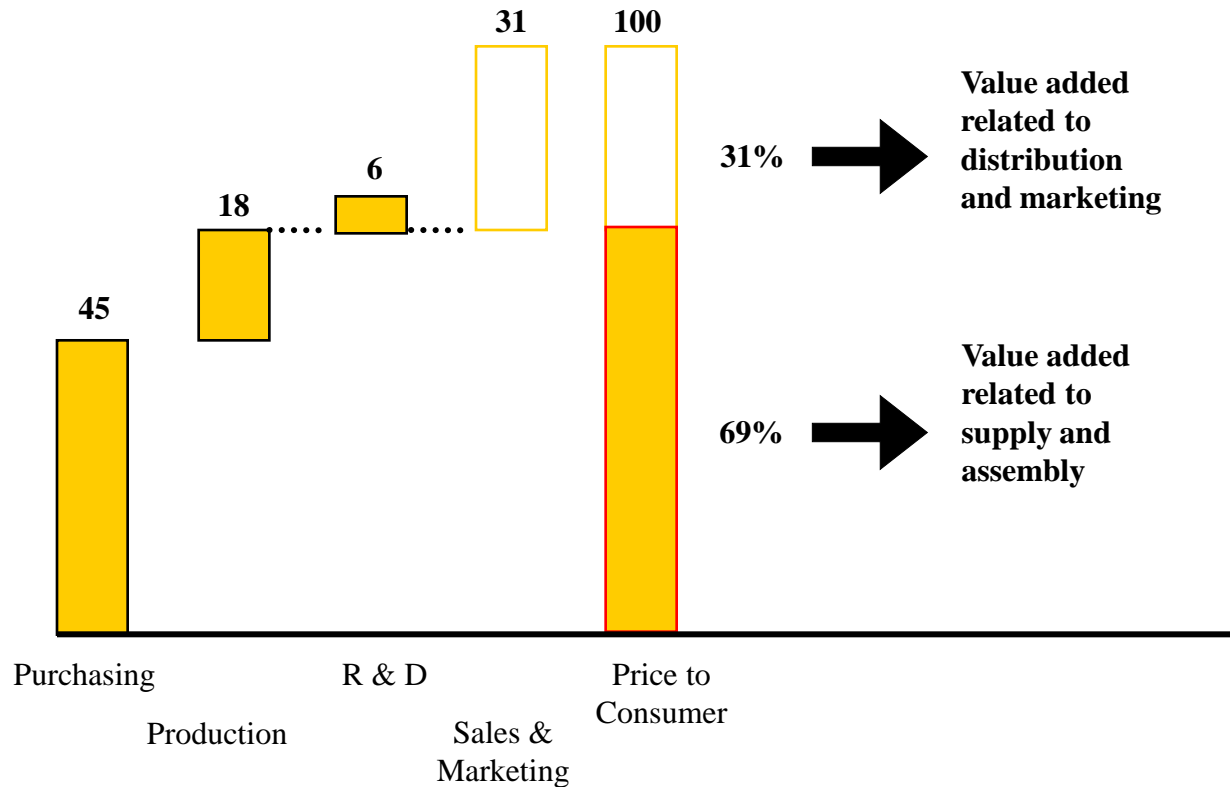 31
100
6
18
45
31%
Value added
related to
distribution
and marketing
69%
Value added
related to
supply and
assembly
Purchasing
Production
R & D
Sales &
Marketing
Price to
Consumer